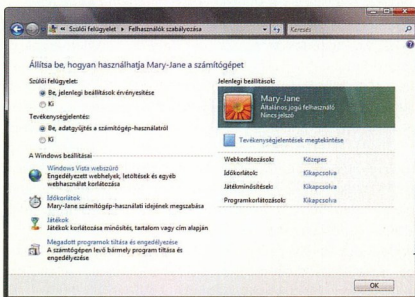 Szülői felügyelet ▸ Felhasználók szabályozása
Keresés
Állítsa be, hogyan használhatja Mary-Jane a számítógépet
Szülői felügyelet:
Be, jelenlegi beállítások érvényesítése
Ki
Tevékenységjelentés:
Be, adatgyűjtés a számítógép-használatról
Ki
A Windows beállításai
Windows Vista webszűrő
Engedélyezett webhelyek, letöltések és egyéb
webhasználat korlátozása
Időkorlátok
Mary-Jane számítógép-használati idejének megszabása
Játékok
Játékok korlátozása minősítés, tartalom vagy cím alapján
Megadott programok tiltása és engedélyezése
A számítógépen levő bármely program tiltása és
engedélyezése
Jelenlegi beállítások:
Mary-Jane
Általános jogú felhasználó
Nincs jelszó
Tevékenységjelentések megtekintése
Webkorlátozások: Közepes
Időkorlátok: Kikapcsolva
Játékminősítések: Kikapcsolva
Programkorlátozások: Kikapcsolva
OK